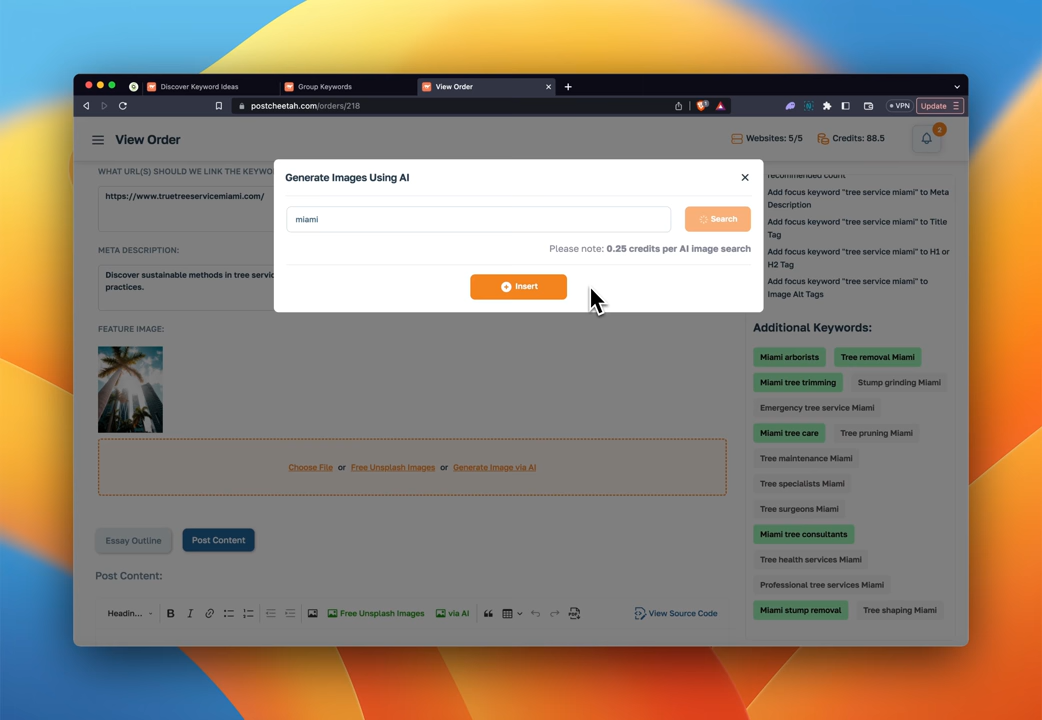 Discover Keyword Ideas
Group Keywords
View Order
postcheetah.com/orders/218
VPN
Update
View Order
Websites: 5/5
Credits: 88.5
2
WHAT URL(S) SHOULD WE LINK THE KEYWO
https://www.truetreeservicemiami.com/
META DESCRIPTION:
Discover sustainable methods in tree servic
practices.
FEATURE IMAGE:
Choose File or Free Unsplash Images or Generate Image via AI
Essay Outline
Post Content
Post Content:
Headin...
Free Unsplash Images
via AI
View Source Code
Generate Images Using AI
miami
Search
Please note: 0.25 credits per AI image search
Insert
recommended count
Add focus keyword "tree service miami" to Meta
Description
Add focus keyword "tree service miami" to Title
Tag
Add focus keyword "tree service miami" to H1 or
H2 Tag
Add focus keyword "tree service miami" to
Image Alt Tags
Additional Keywords:
Miami arborists
Tree removal Miami
Miami tree trimming
Stump grinding Miami
Emergency tree service Miami
Miami tree care
Tree pruning Miami
Tree maintenance Miami
Tree specialists Miami
Tree surgeons Miami
Miami tree consultants
Tree health services Miami
Professional tree services Miami
Miami stump removal
Tree shaping Miami